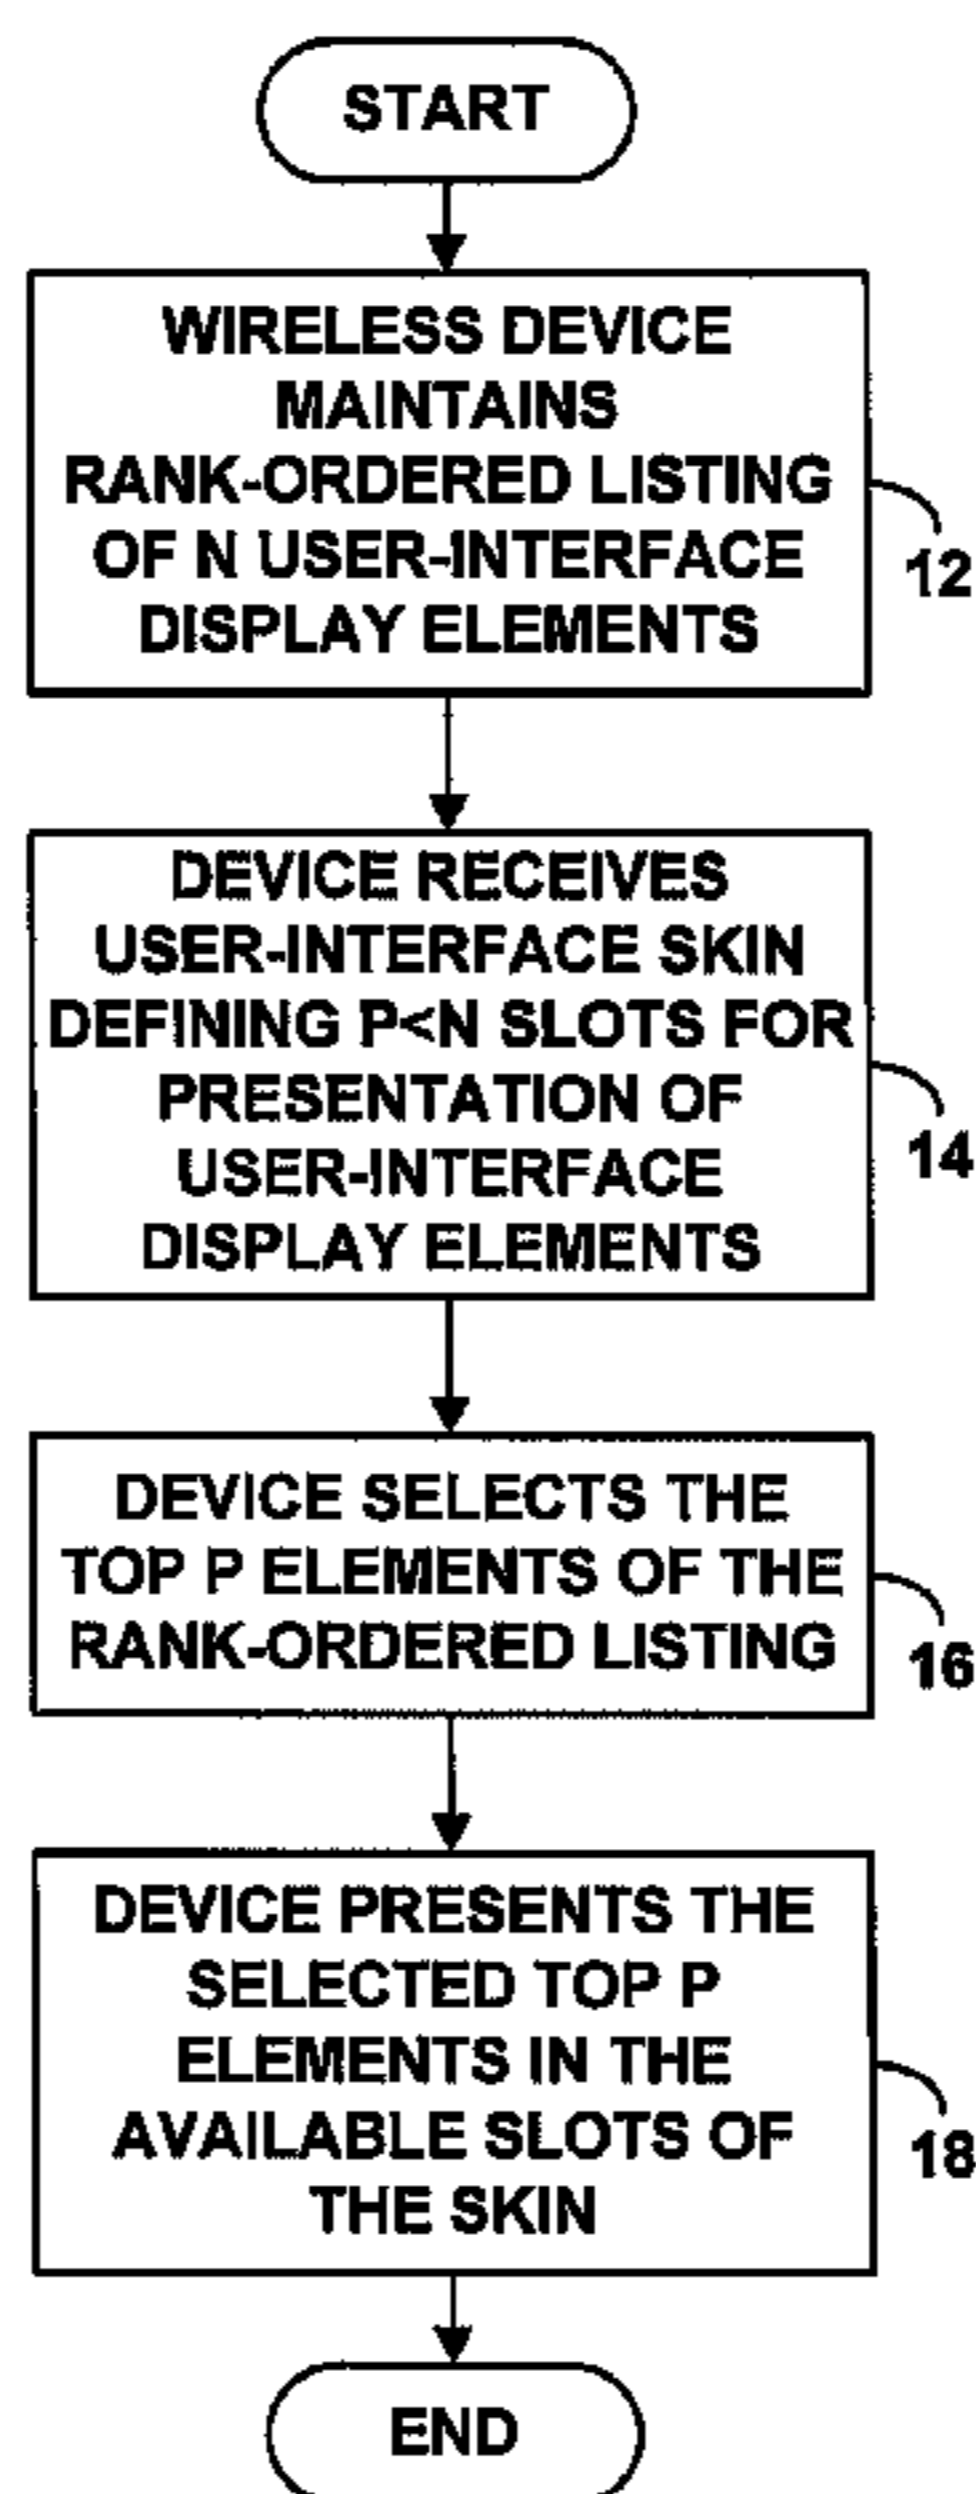 START
WIRELESS DEVICE
MAINTAINS
RANK-ORDERED LISTING
OF N USER-INTERFACE
DISPLAY ELEMENTS
12
DEVICE RECEIVES
USER-INTERFACE SKIN
DEFINING P<N SLOTS FOR
PRESENTATION OF
USER-INTERFACE
DISPLAY ELEMENTS
14
DEVICE SELECTS THE
TOP P ELEMENTS OF THE
RANK-ORDERED LISTING
16
DEVICE PRESENTS THE
SELECTED TOP P
ELEMENTS IN THE
AVAILABLE SLOTS OF
THE SKIN
18
END